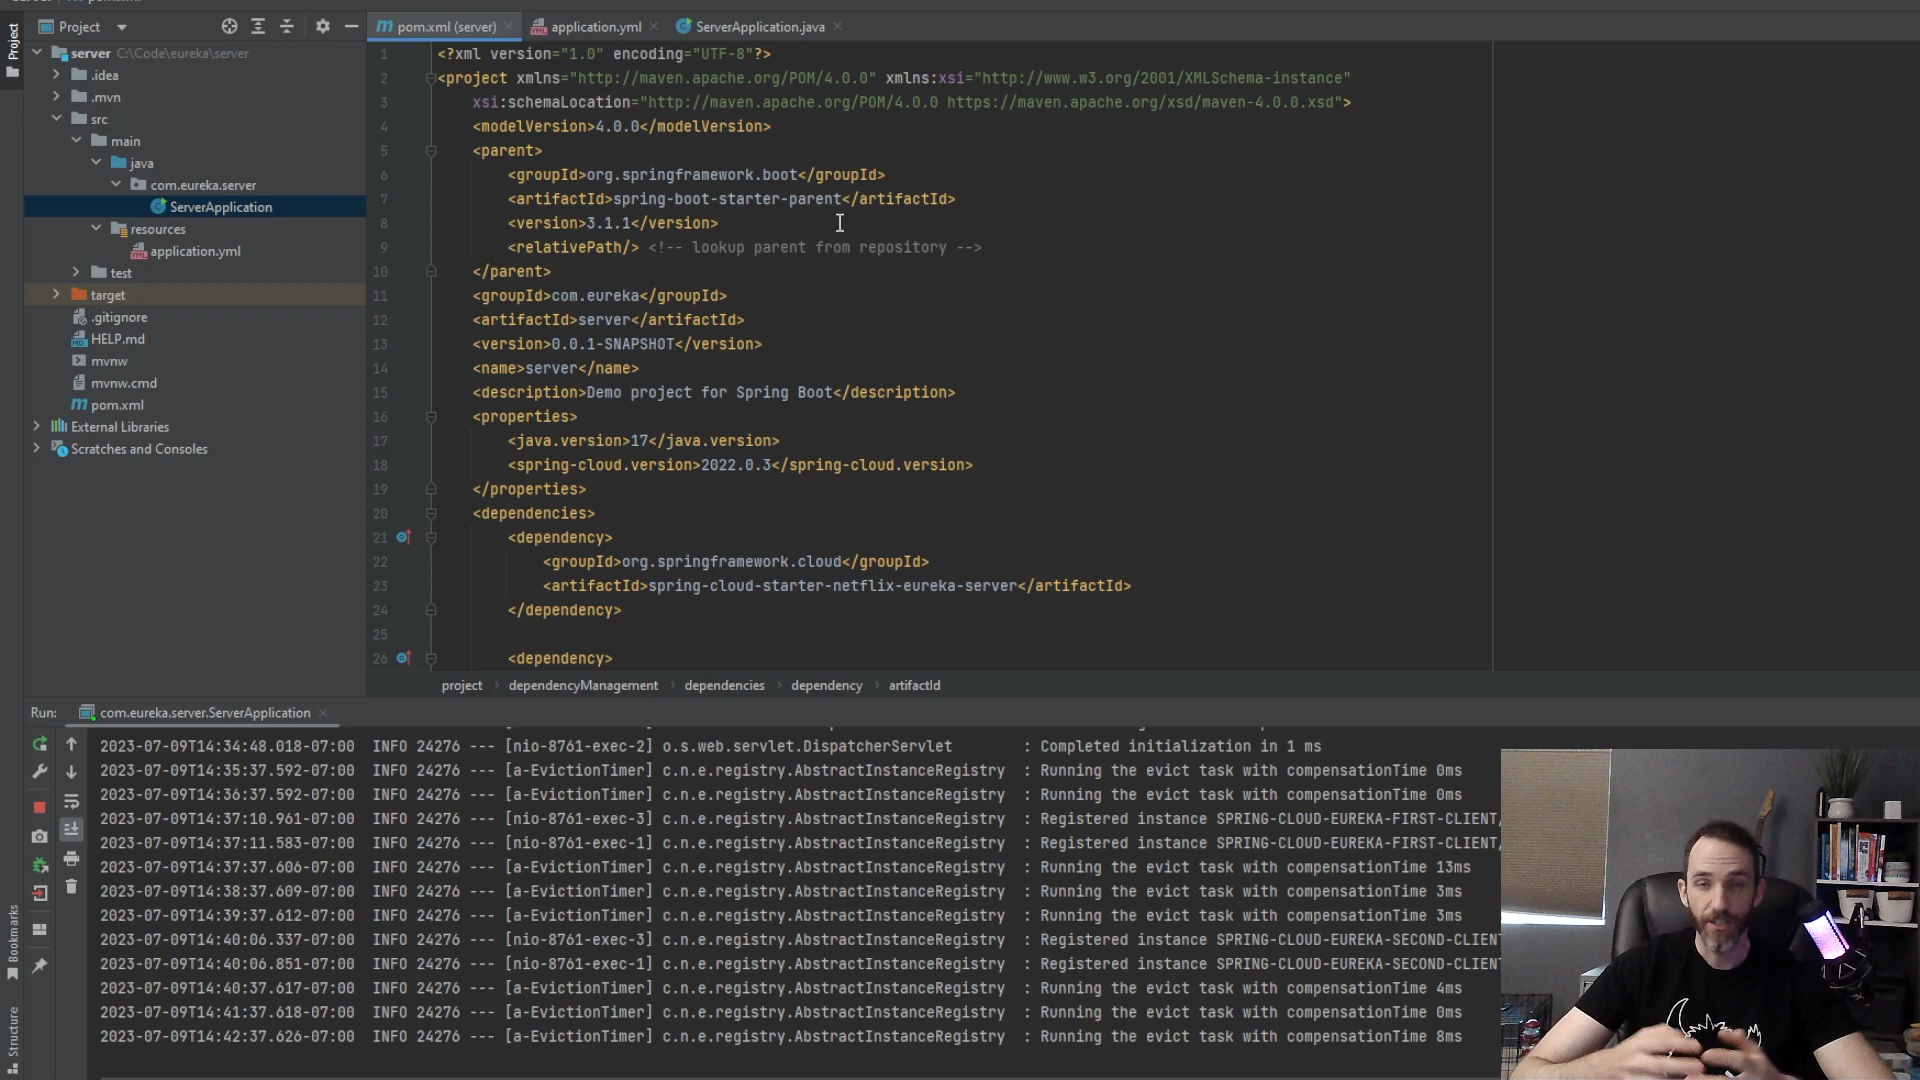 Project
pom.xml (server)
application.yml
ServerApplication.java
Project
server C:\Code\eureka\server
.idea
.mvn
src
main
java
com.eureka.server
ServerApplication
resources
application.yml
test
target
.gitignore
HELP.md
mvnw
mvnw.cmd
pom.xml
External Libraries
Scratches and Consoles
1 <?xml version="1.0" encoding="UTF-8"?>
2 <project xmlns="http://maven.apache.org/POM/4.0.0" xmlns:xsi="http://www.w3.org/2001/XMLSchema-instance"
3 xsi:schemaLocation="http://maven.apache.org/POM/4.0.0 https://maven.apache.org/xsd/maven-4.0.0.xsd">
4 <modelVersion>4.0.0</modelVersion>
5 <parent>
6 <groupId>org.springframework.boot</groupId>
7 <artifactId>spring-boot-starter-parent</artifactId>
8 <version>3.1.1</version>
9 <relativePath/> <!-- lookup parent from repository -->
10 </parent>
11 <groupId>com.eureka</groupId>
12 <artifactId>server</artifactId>
13 <version>0.0.1-SNAPSHOT</version>
14 <name>server</name>
15 <description>Demo project for Spring Boot</description>
16 <properties>
17 <java.version>17</java.version>
18 <spring-cloud.version>2022.0.3</spring-cloud.version>
19 </properties>
20 <dependencies>
21 <dependency>
22 <groupId>org.springframework.cloud</groupId>
23 <artifactId>spring-cloud-starter-netflix-eureka-server</artifactId>
24 </dependency>
25
26 <dependency>
project > dependencyManagement > dependencies > dependency > artifactId
Run: com.eureka.server.ServerApplication
2023-07-09T14:34:48.018-07:00 INFO 24276 --- [nio-8761-exec-2] o.s.web.servlet.DispatcherServlet : Completed initialization in 1 ms
2023-07-09T14:35:37.592-07:00 INFO 24276 --- [a-EvictionTimer] c.n.e.registry.AbstractInstanceRegistry : Running the evict task with compensationTime 0ms
2023-07-09T14:36:37.592-07:00 INFO 24276 --- [a-EvictionTimer] c.n.e.registry.AbstractInstanceRegistry : Running the evict task with compensationTime 0ms
2023-07-09T14:37:10.961-07:00 INFO 24276 --- [nio-8761-exec-3] c.n.e.registry.AbstractInstanceRegistry : Registered instance SPRING-CLOUD-EUREKA-FIRST-CLIENT/
2023-07-09T14:37:11.583-07:00 INFO 24276 --- [nio-8761-exec-1] c.n.e.registry.AbstractInstanceRegistry : Registered instance SPRING-CLOUD-EUREKA-FIRST-CLIENT/
2023-07-09T14:37:37.606-07:00 INFO 24276 --- [a-EvictionTimer] c.n.e.registry.AbstractInstanceRegistry : Running the evict task with compensationTime 13ms
2023-07-09T14:38:37.609-07:00 INFO 24276 --- [a-EvictionTimer] c.n.e.registry.AbstractInstanceRegistry : Running the evict task with compensationTime 3ms
2023-07-09T14:39:37.612-07:00 INFO 24276 --- [a-EvictionTimer] c.n.e.registry.AbstractInstanceRegistry : Running the evict task with compensationTime 3ms
2023-07-09T14:40:06.337-07:00 INFO 24276 --- [nio-8761-exec-3] c.n.e.registry.AbstractInstanceRegistry : Registered instance SPRING-CLOUD-EUREKA-SECOND-CLIEN
2023-07-09T14:40:06.851-07:00 INFO 24276 --- [nio-8761-exec-1] c.n.e.registry.AbstractInstanceRegistry : Registered instance SPRING-CLOUD-EUREKA-SECOND-CLIEN
2023-07-09T14:40:37.617-07:00 INFO 24276 --- [a-EvictionTimer] c.n.e.registry.AbstractInstanceRegistry : Running the evict task with compensationTime 4ms
2023-07-09T14:41:37.618-07:00 INFO 24276 --- [a-EvictionTimer] c.n.e.registry.AbstractInstanceRegistry : Running the evict task with compensationTime 0ms
2023-07-09T14:42:37.626-07:00 INFO 24276 --- [a-EvictionTimer] c.n.e.registry.AbstractInstanceRegistry : Running the evict task with compensationTime 8ms
Bookmarks
Structure